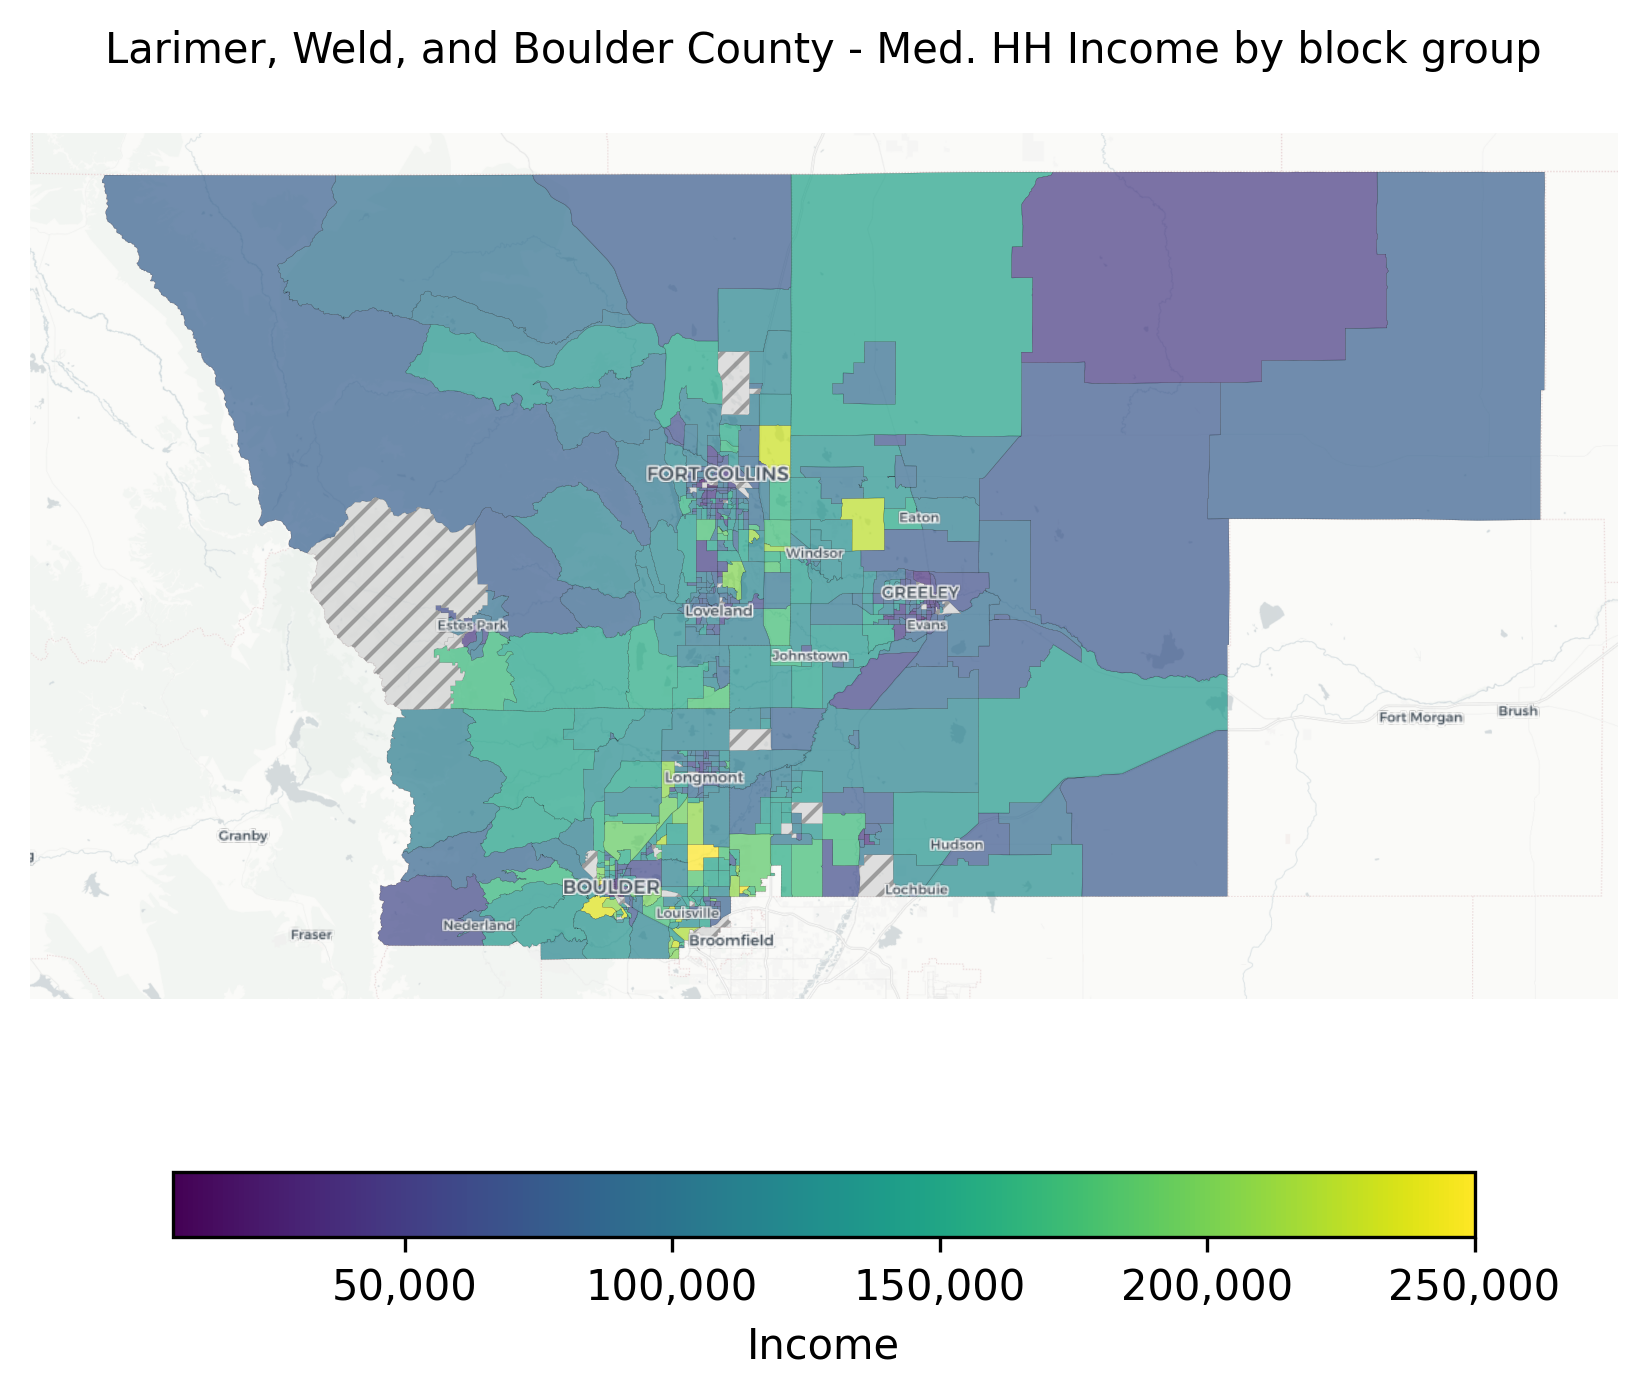 Larimer, Weld, and Boulder County - Med. HH Income by block group
FORT COLLINS
Eaton
Windsor
GREELEY
Loveland
Estes Park
Evans
Johnstown
Brush
Fort Morgan
Longmont
Granby
Hudson
BOULDER
Lochbuie
Louisville
Nederland
Fraser
Broomfield
50,000 100,000 150,000 200,000 250,000
Income